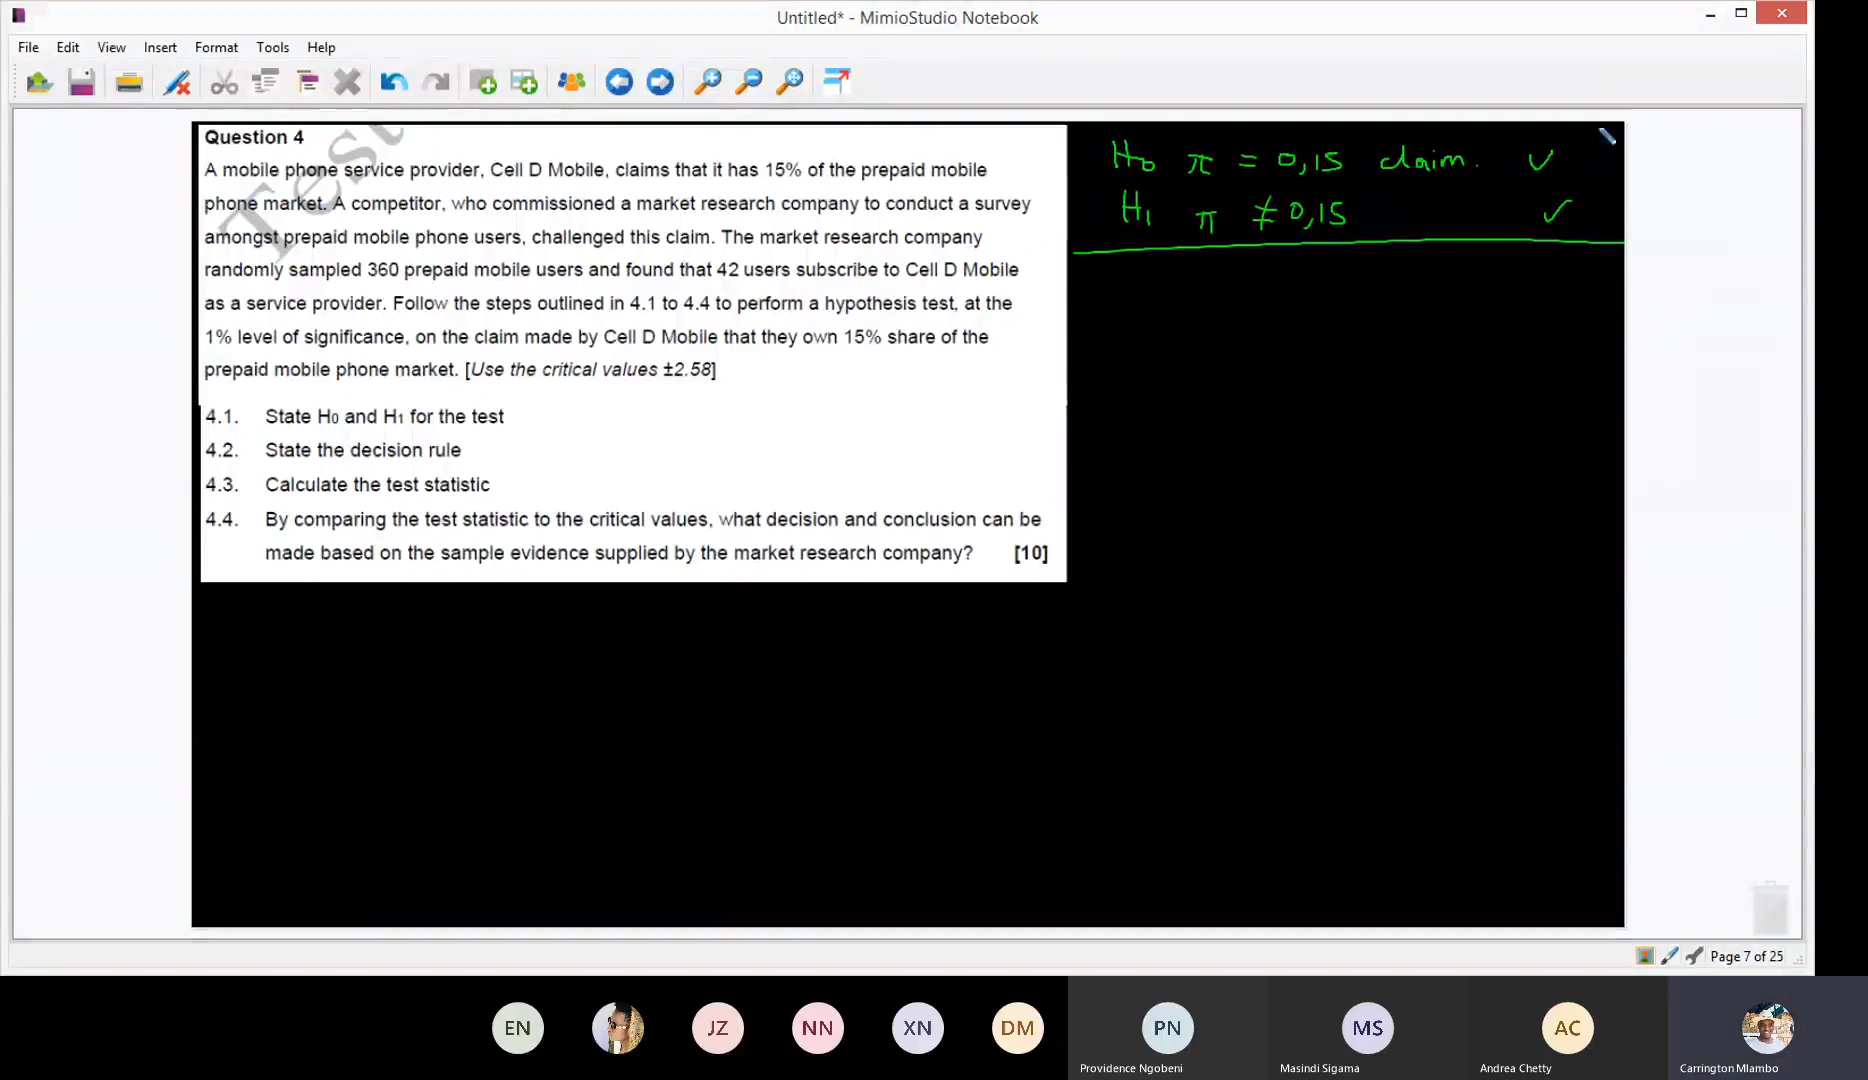 Untitled* - MimioStudio Notebook
File Edit View Insert Format Tools Help
Test
Question 4
A mobile phone service provider, Cell D Mobile, claims that it has 15% of the prepaid mobile
phone market. A competitor, who commissioned a market research company to conduct a survey
amongst prepaid mobile phone users, challenged this claim. The market research company
randomly sampled 360 prepaid mobile users and found that 42 users subscribe to Cell D Mobile
as a service provider. Follow the steps outlined in 4.1 to 4.4 to perform a hypothesis test, at the
1% level of significance, on the claim made by Cell D Mobile that they own 15% share of the
prepaid mobile phone market. [Use the critical values ±2.58]
4.1. State H0 and H1 for the test
4.2. State the decision rule
4.3. Calculate the test statistic
4.4. By comparing the test statistic to the critical values, what decision and conclusion can be
made based on the sample evidence supplied by the market research company? [10]
H0 π = 0,15 claim. ✓
H1 π ≠ 0,15 ✓
Page 7 of 25
EN JZ NN XN DM PN MS AC
Providence Ngobeni Masindi Sigama Andrea Chetty Carrington Mlambo